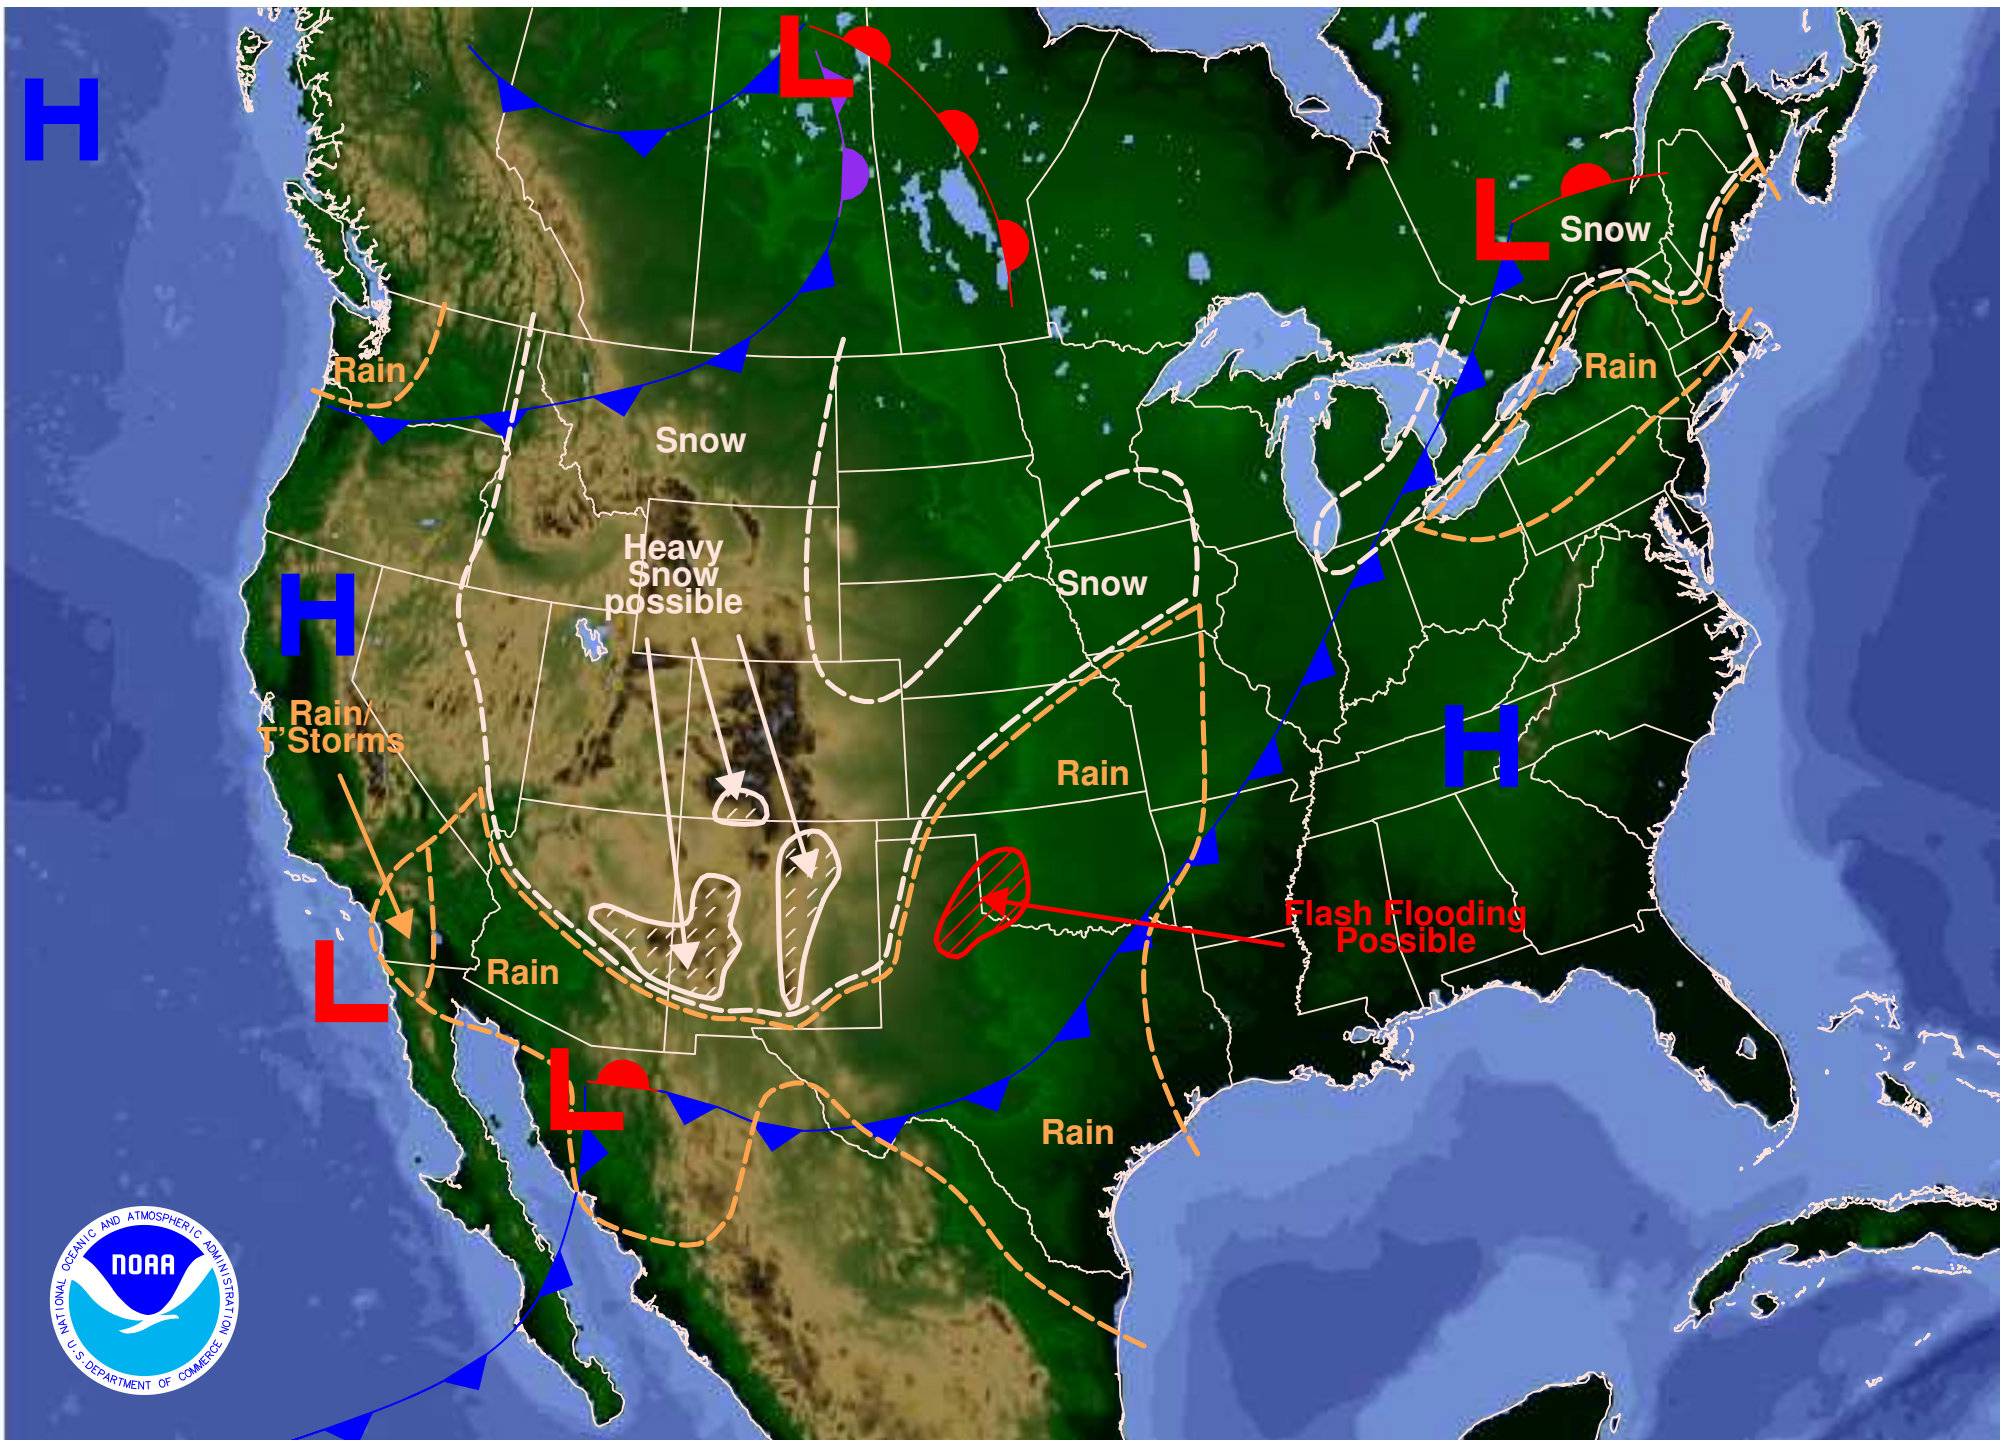 L
H
L
Snow
Rain
Rain
Snow
Heavy
Snow
possible
Snow
H
H
Rain/
T'Storms
Rain
Flash Flooding
Possible
L
Rain
L
Rain
NATIONAL OCEANIC AND ATMOSPHERIC ADMINISTRATION
NOAA
U.S. DEPARTMENT OF COMMERCE